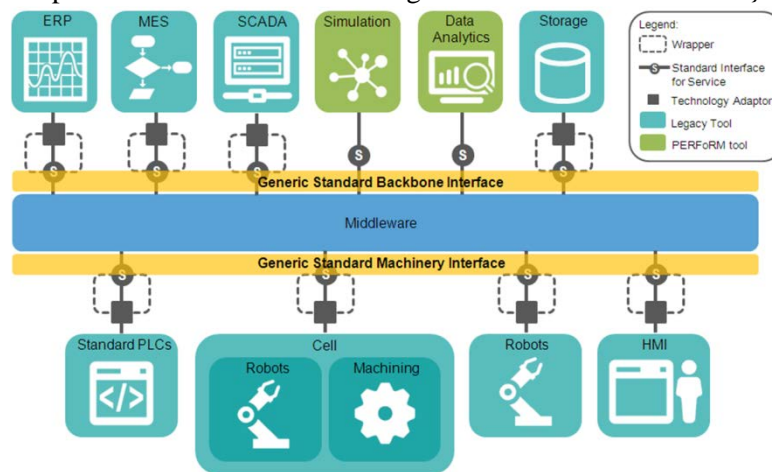 ERP
MES
SCADA
Simulation
Data
Analytics
Storage
Legend:
Wrapper
S
Standard Interface
for Service
Technology Adaptor
Legacy Tool
PERFoRM tool
S
S
S
S
S
S
Generic Standard Backbone Interface
Middleware
Generic Standard Machinery Interface
S
S
S
S
Standard PLCs
</>
Cell
Robots
Machining
Robots
HMI